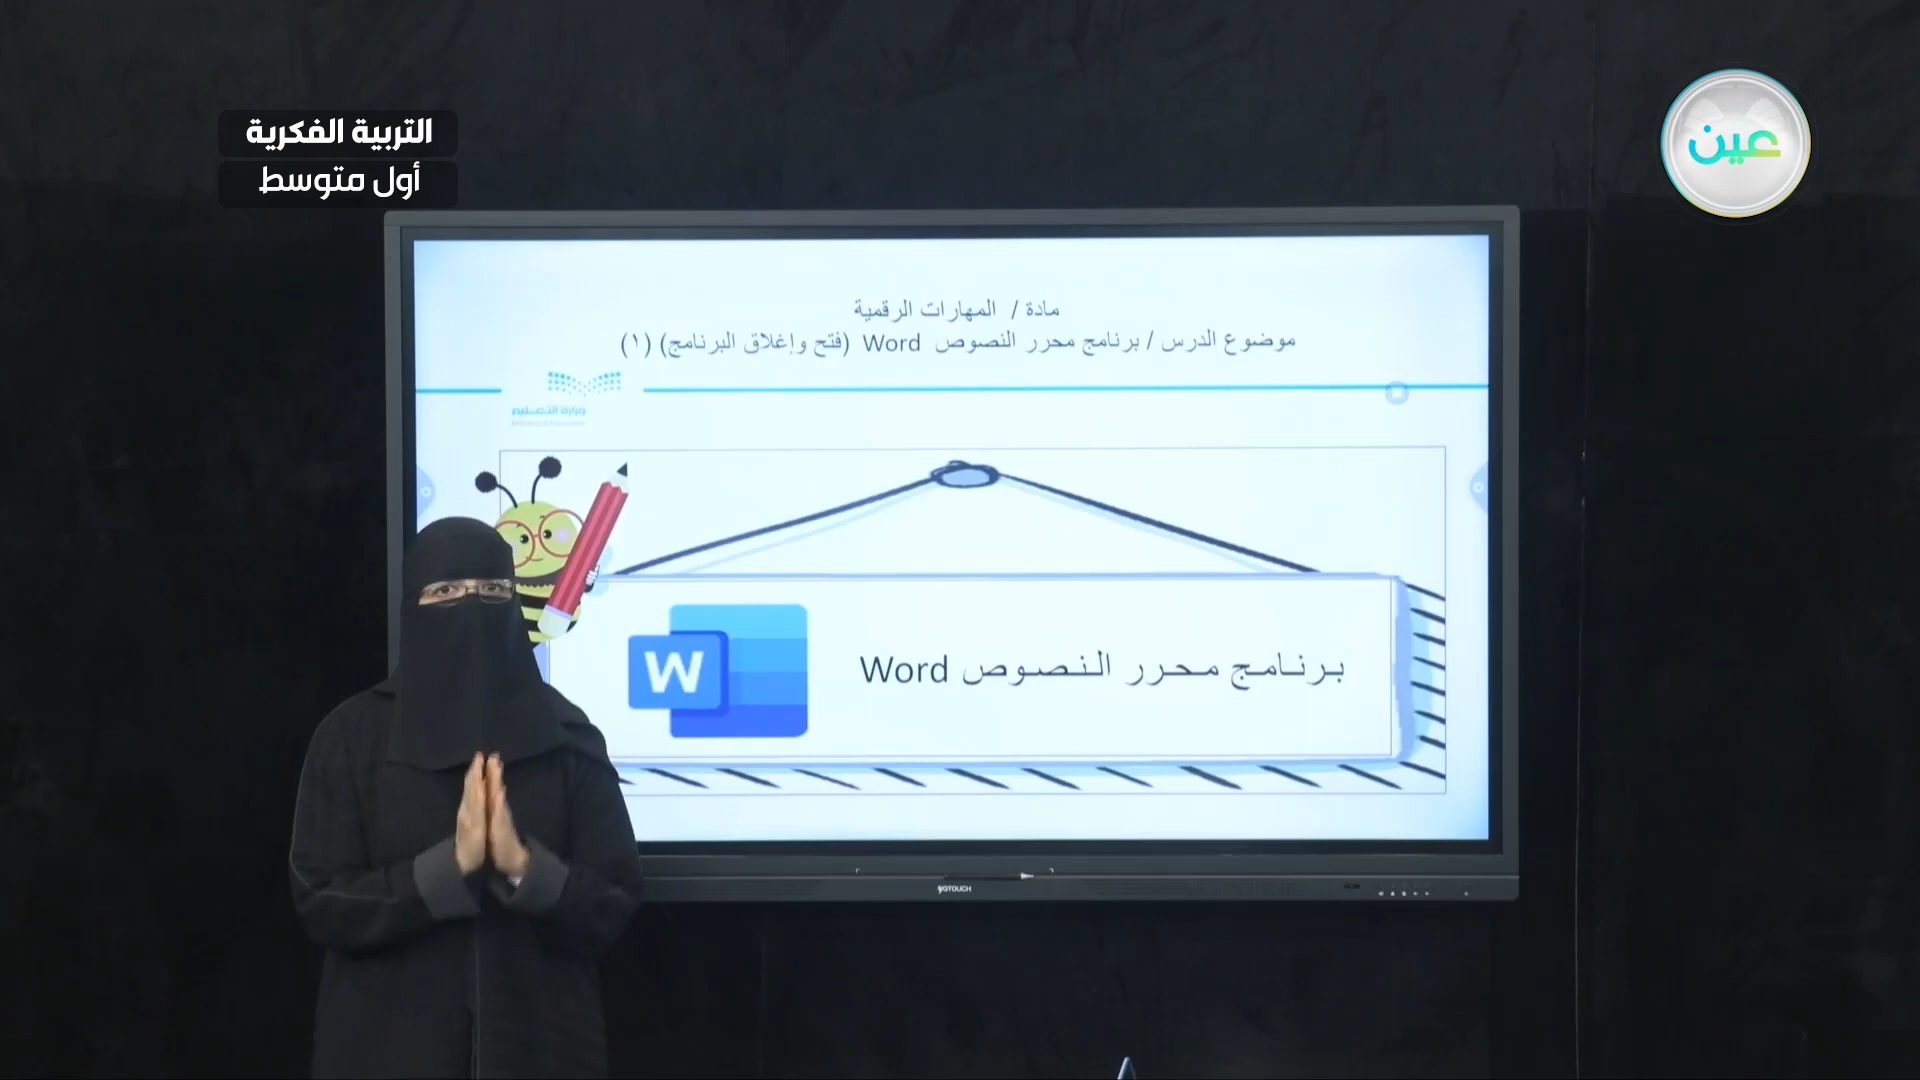 التربية الفكرية
أول متوسط
عين
مادة / المهارات الرقمية
موضوع الدرس / برنامج محرر النصوص Word (فتح وإغلاق البرنامج) (١)
وزارة التعليم
برنامج محرر النصوص Word
W